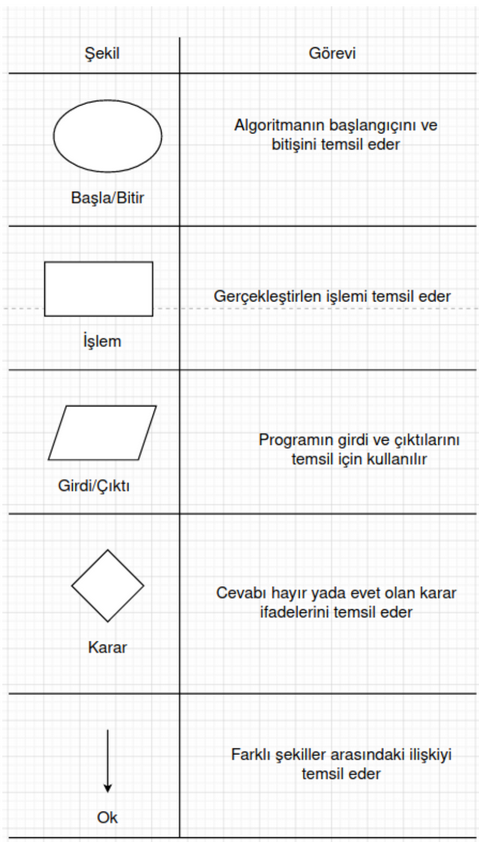 Şekil
Görevi
Algoritmanın başlangıçını ve
bitişini temsil eder
Başla/Bitir
Gerçekleştirlen işlemi temsil eder
İşlem
Programın girdi ve çıktılarını
temsil için kullanılır
Girdi/Çıktı
Cevabı hayır yada evet olan karar
ifadelerini temsil eder
Karar
Farklı şekiller arasındaki ilişkiyi
temsil eder
Ok